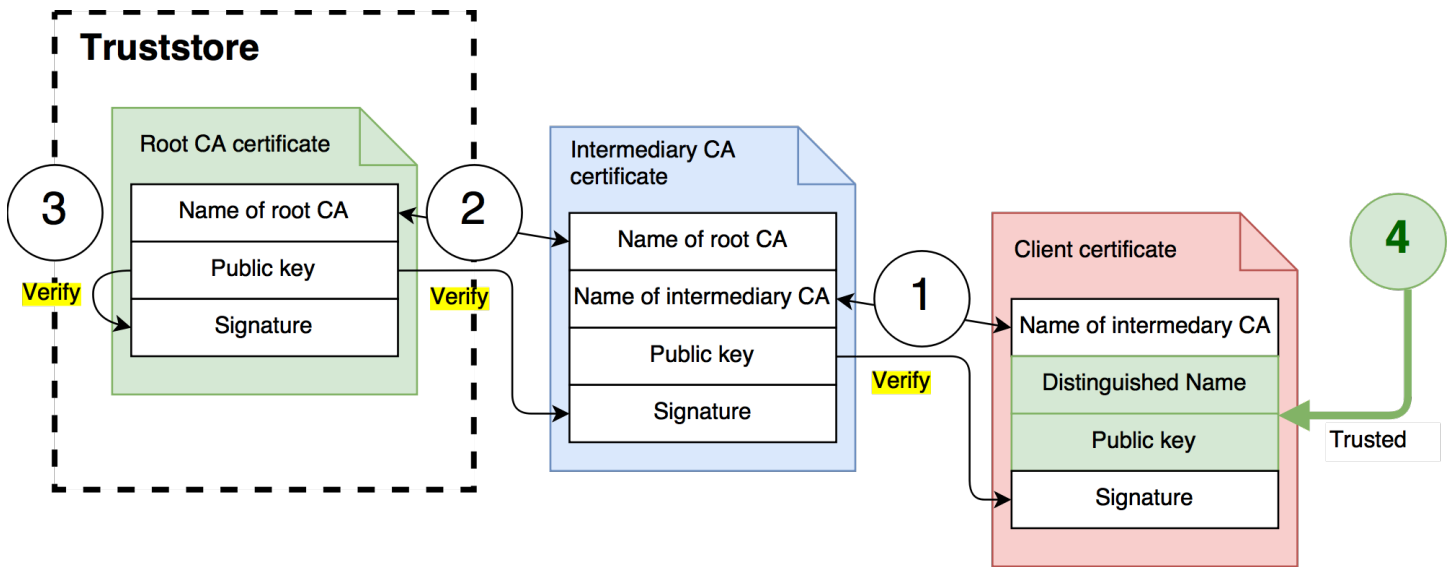 Truststore
Root CA certificate
3
Name of root CA
Public key
Signature
Verify
2
Verify
Intermediary CA
certificate
Name of root CA
Name of intermediary CA
Public key
Signature
1
Verify
Client certificate
Name of intermedary CA
Distinguished Name
Public key
Signature
4
Trusted